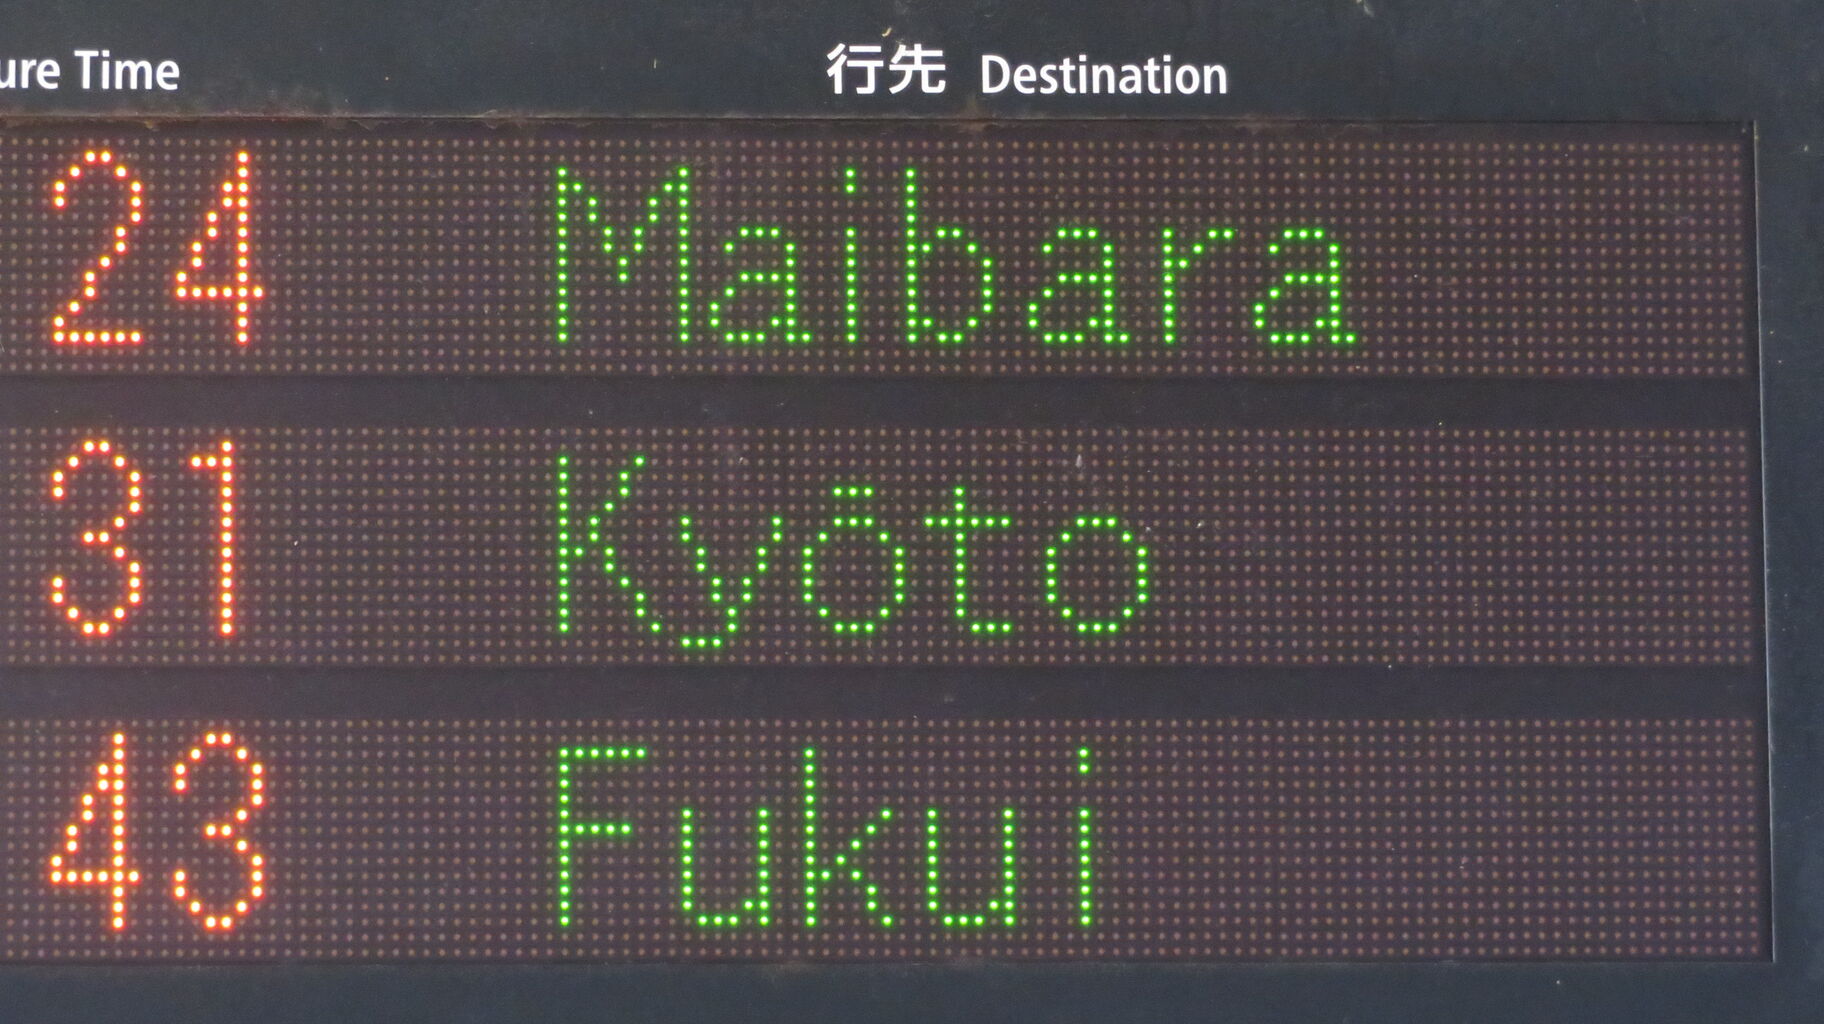 ure Time 行先 Destination
24 Maibara
31 Kyōto
43 Fukui